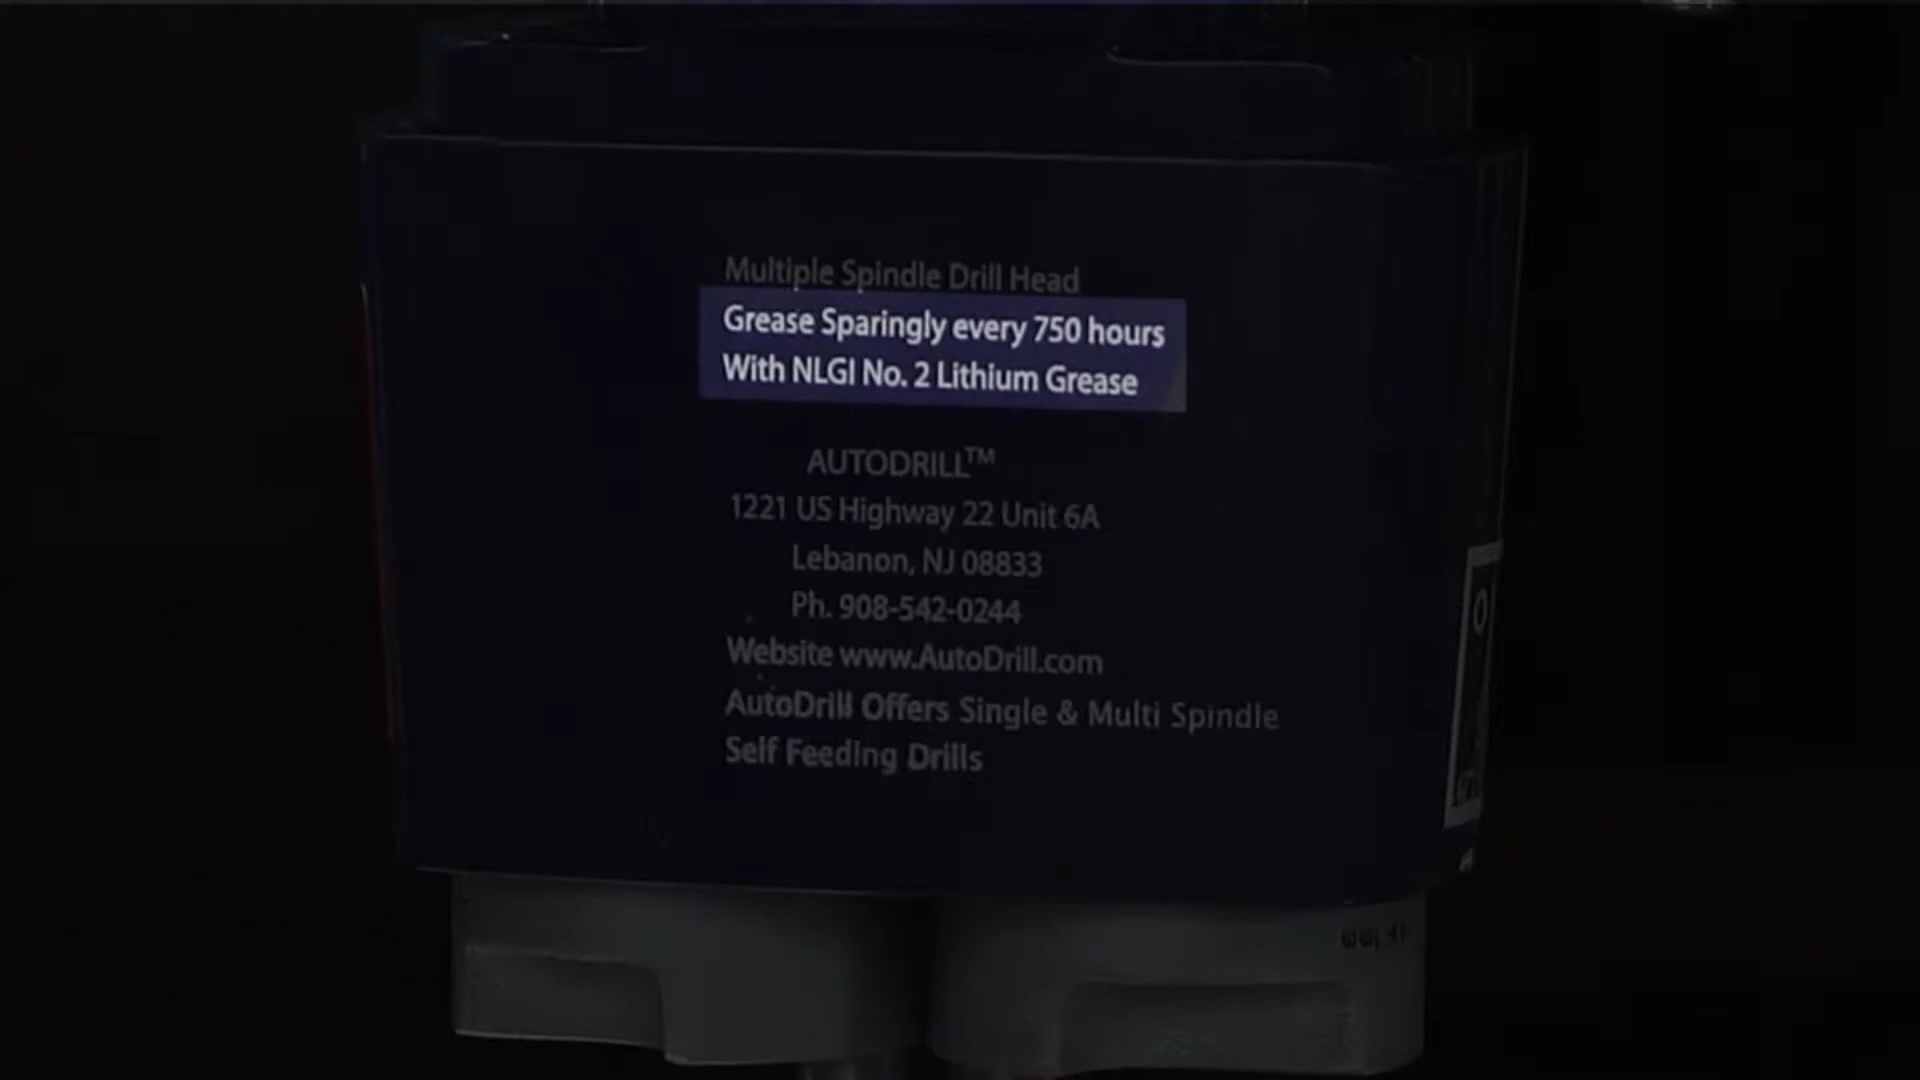 Multiple Spindle Drill Head
Grease Sparingly every 750 hours
With NLGI No. 2 Lithium Grease
AUTODRILL™
1221 US Highway 22 Unit 6A
Lebanon, NJ 08833
Ph. 908-542-0244
Website www.AutoDrill.com
AutoDrill Offers Single & Multi Spindle
Self Feeding Drills